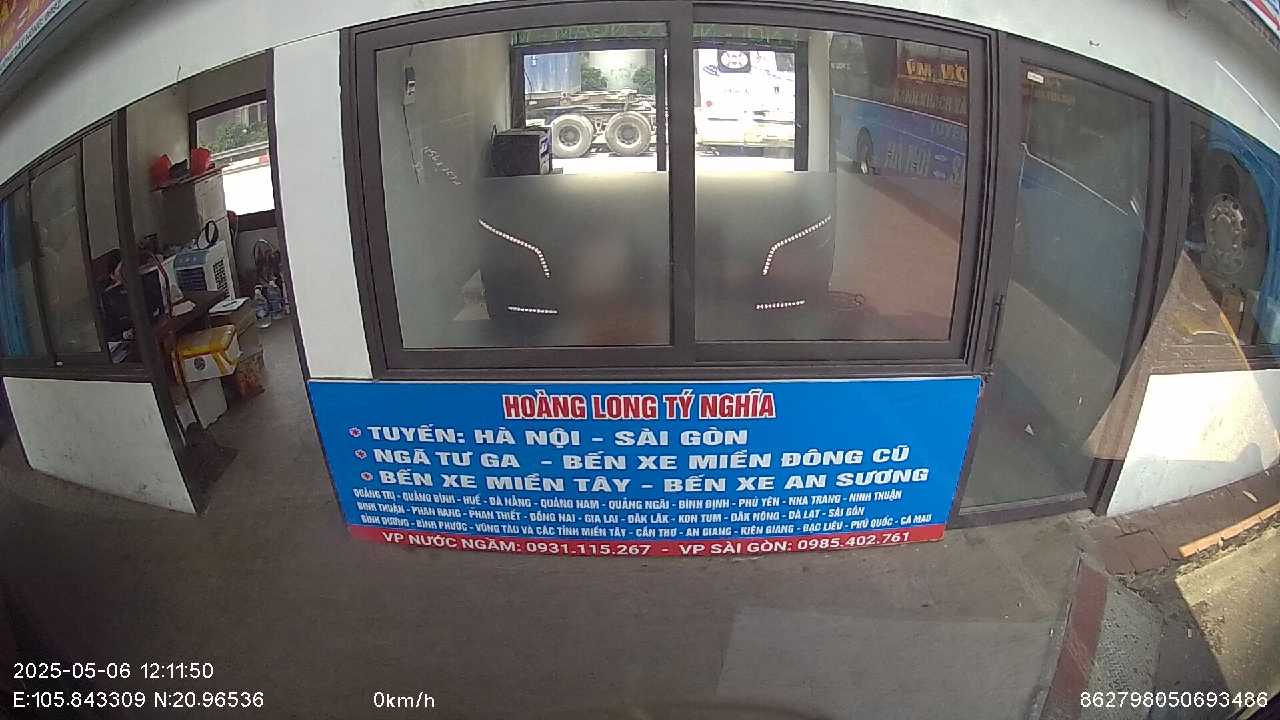 HOÀNG LONG TÝ NGHĨA
TUYẾN: HÀ NỘI - SÀI GÒN
NGÃ TƯ GA - BẾN XE MIỀN ĐÔNG CŨ
BẾN XE MIỀN TÂY - BẾN XE AN SƯƠNG
QUẢNG TRỊ - QUẢNG BÌNH - HUẾ - ĐÀ NẴNG - QUẢNG NAM - QUẢNG NGÃI - BÌNH ĐỊNH - PHÚ YÊN - NHA TRANG - NINH THUẬN
BÌNH THUẬN - PHAN RANG - PHAN THIẾT - ĐỒNG NAI - GIA LAI - ĐĂK LĂK - KON TUM - ĐĂK NÔNG - ĐÀ LẠT - SÀI GÒN
BÌNH DƯƠNG - BÌNH PHƯỚC - VŨNG TÀU VÀ CÁC TỈNH MIỀN TÂY - CẦN THƠ - AN GIANG - KIÊN GIANG - BẠC LIÊU - PHÚ QUỐC - CÀ MAU
VP NƯỚC NGẦM: 0931.115.267 - VP SÀI GÒN: 0985.402.761
2025-05-06 12:11:50
E:105.843309 N:20.96536 0km/h 862798050693486